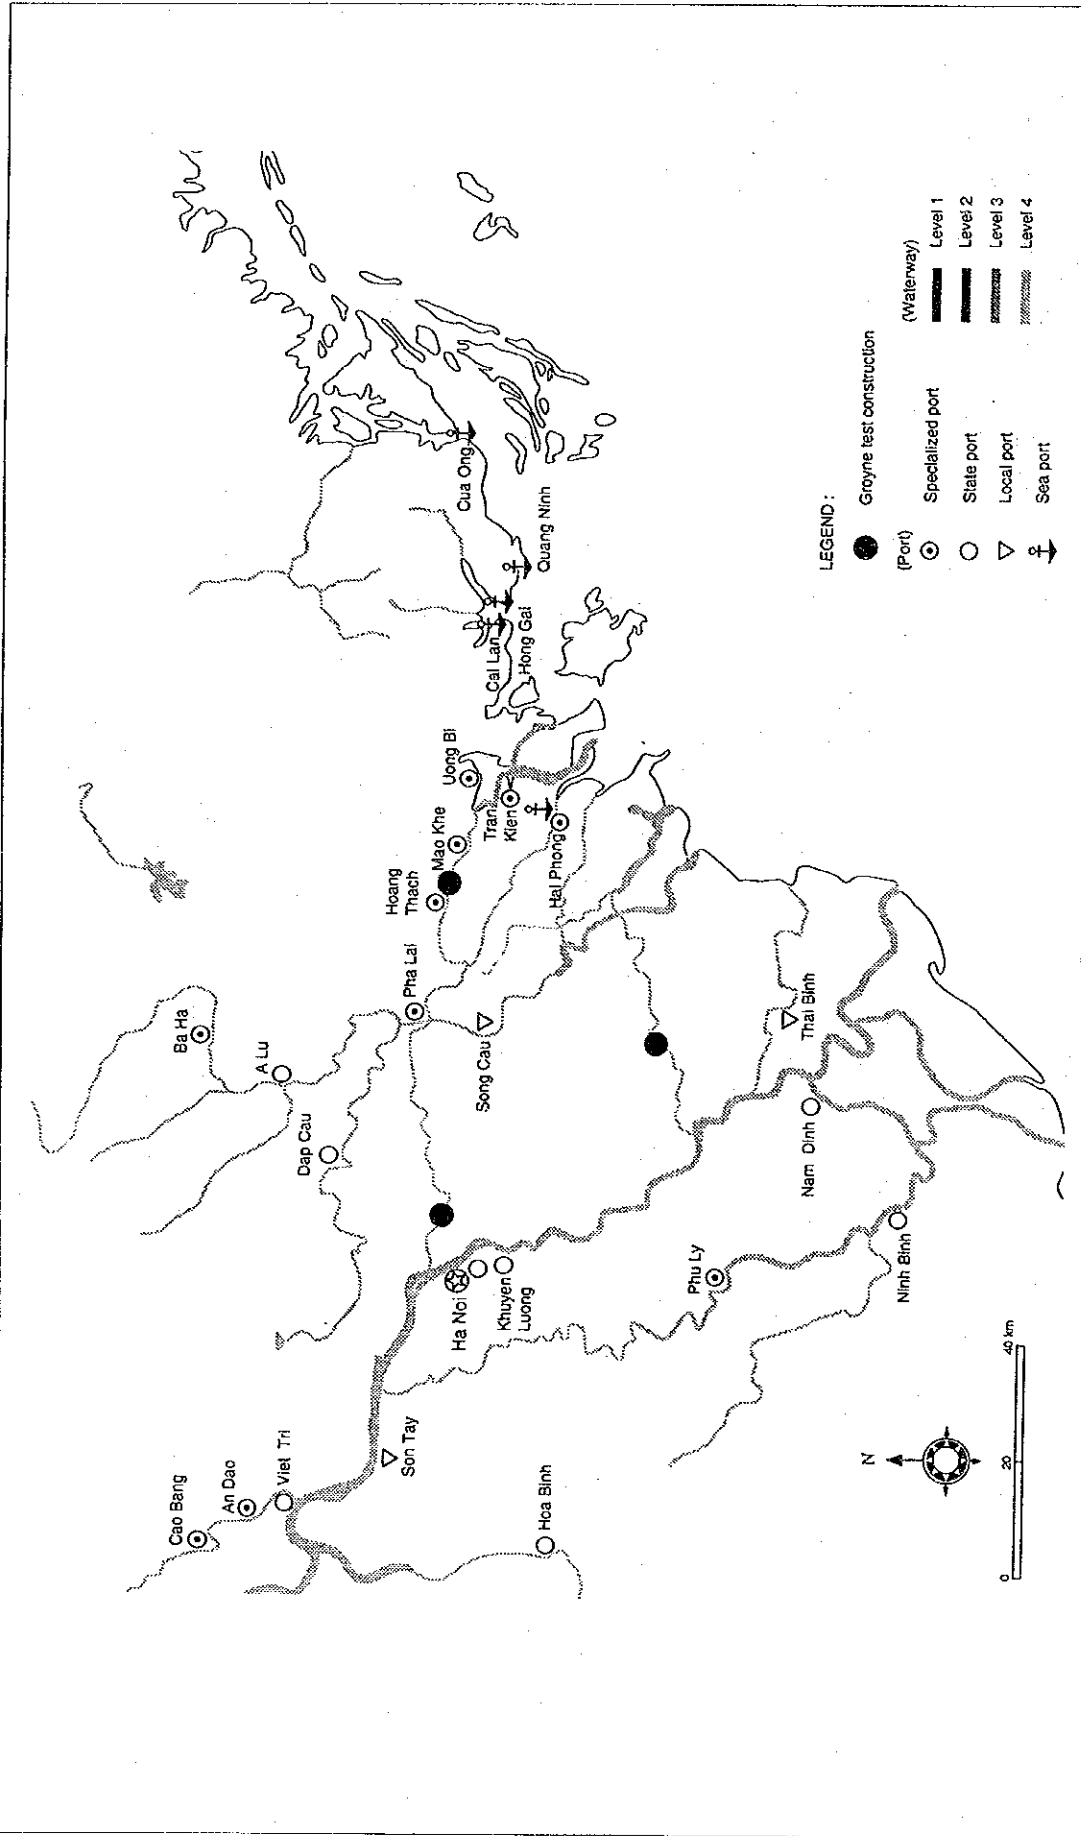 Cao Bang
An Dao
Viet Tri
Son Tay
Hoa Binh
Ba Ha
A Lu
Dap Cau
Ha Noi
Khuyen
Luong
Pha Lai
Song Cau
Hoang
Thach
Mao Khe
Uong Bi
Tran
Kien
Hai Phong
Cai Lan
Hong Gai
Quang Ninh
Cua Ong
Phu Ly
Ninh Binh
Nam Dinh
Thai Binh
N
0
20
40 km
LEGEND :
Groyne test construction
(Port)
Specialized port
State port
Local port
Sea port
(Waterway)
Level 1
Level 2
Level 3
Level 4